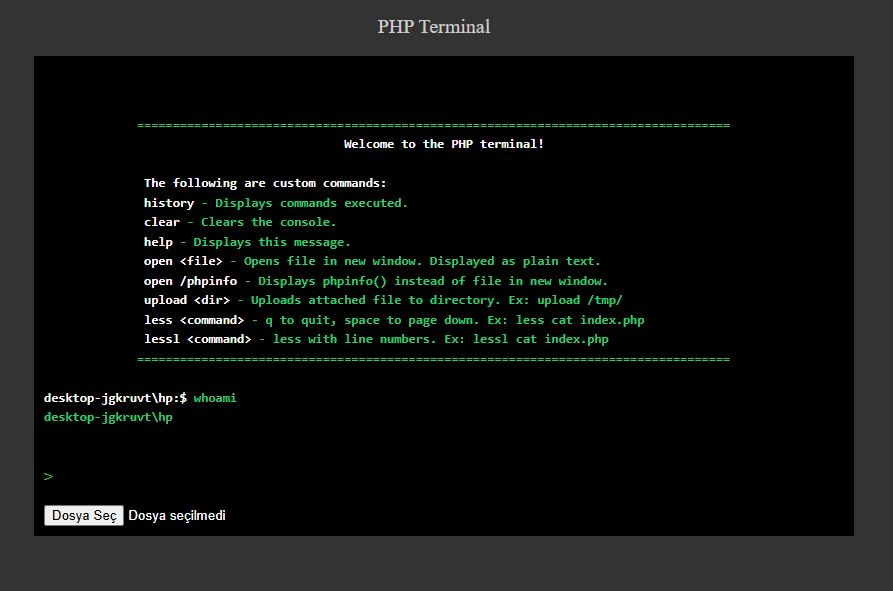 PHP Terminal
===================================================================================
Welcome to the PHP terminal!
The following are custom commands:
history - Displays commands executed.
clear - Clears the console.
help - Displays this message.
open <file> - Opens file in new window. Displayed as plain text.
open /phpinfo - Displays phpinfo() instead of file in new window.
upload <dir> - Uploads attached file to directory. Ex: upload /tmp/
less <command> - q to quit, space to page down. Ex: less cat index.php
lessl <command> - less with line numbers. Ex: lessl cat index.php
===================================================================================
desktop-jgkruvt\hp:$ whoami
desktop-jgkruvt\hp
>
Dosya Seç Dosya seçilmedi